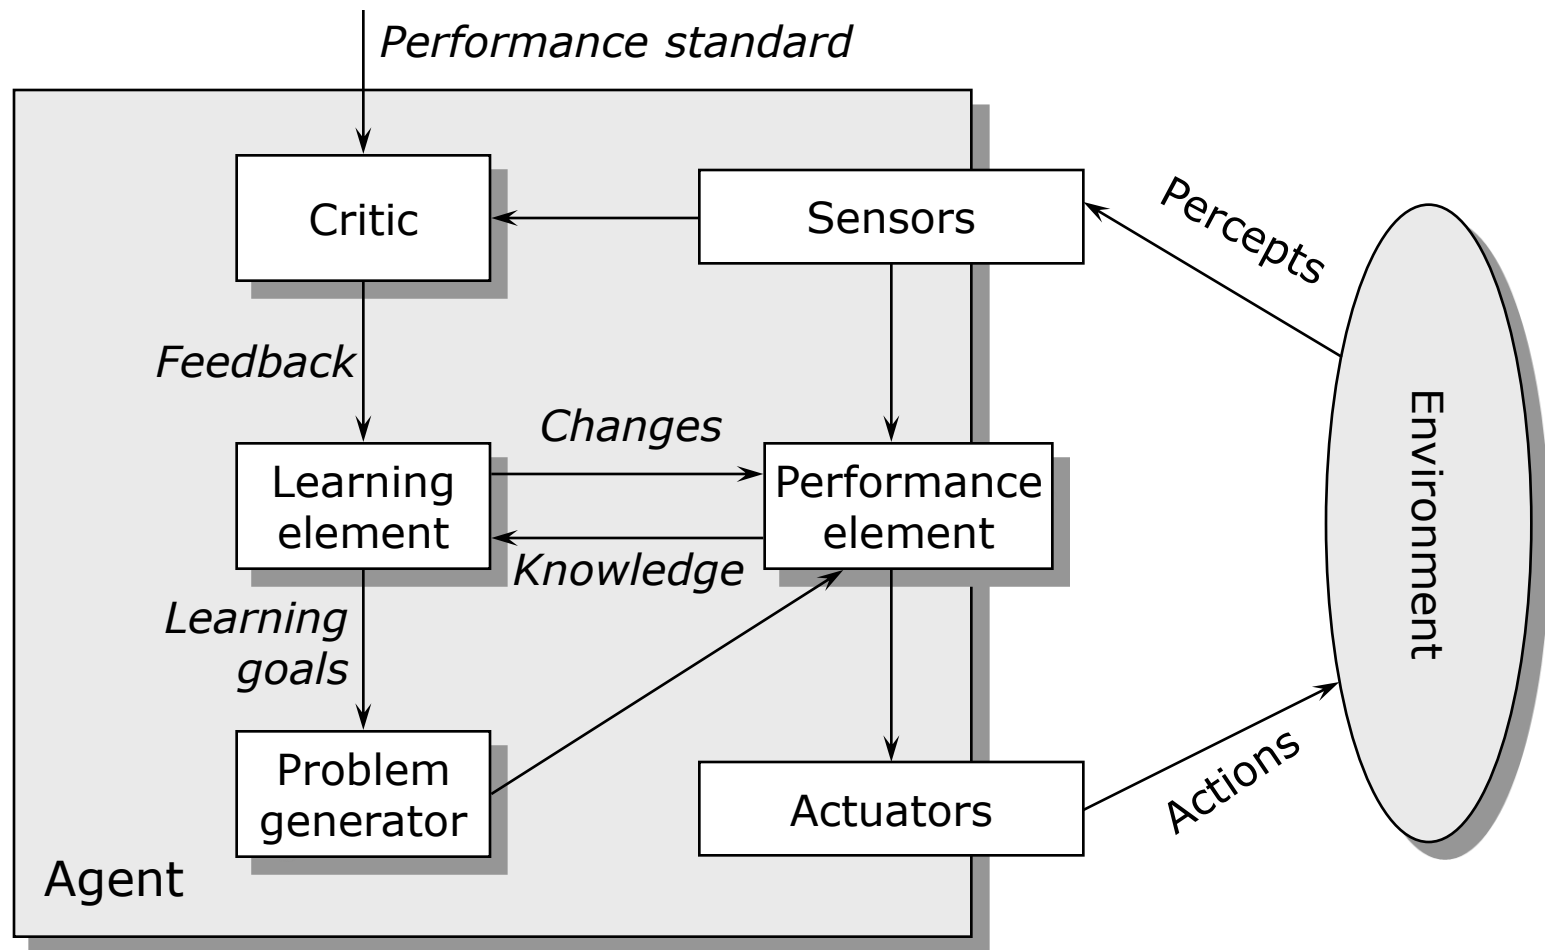 Performance standard
Critic
Sensors
Percepts
Feedback
Changes
Environment
Learning
element
Performance
element
Knowledge
Learning
goals
Problem
generator
Actuators
Actions
Agent